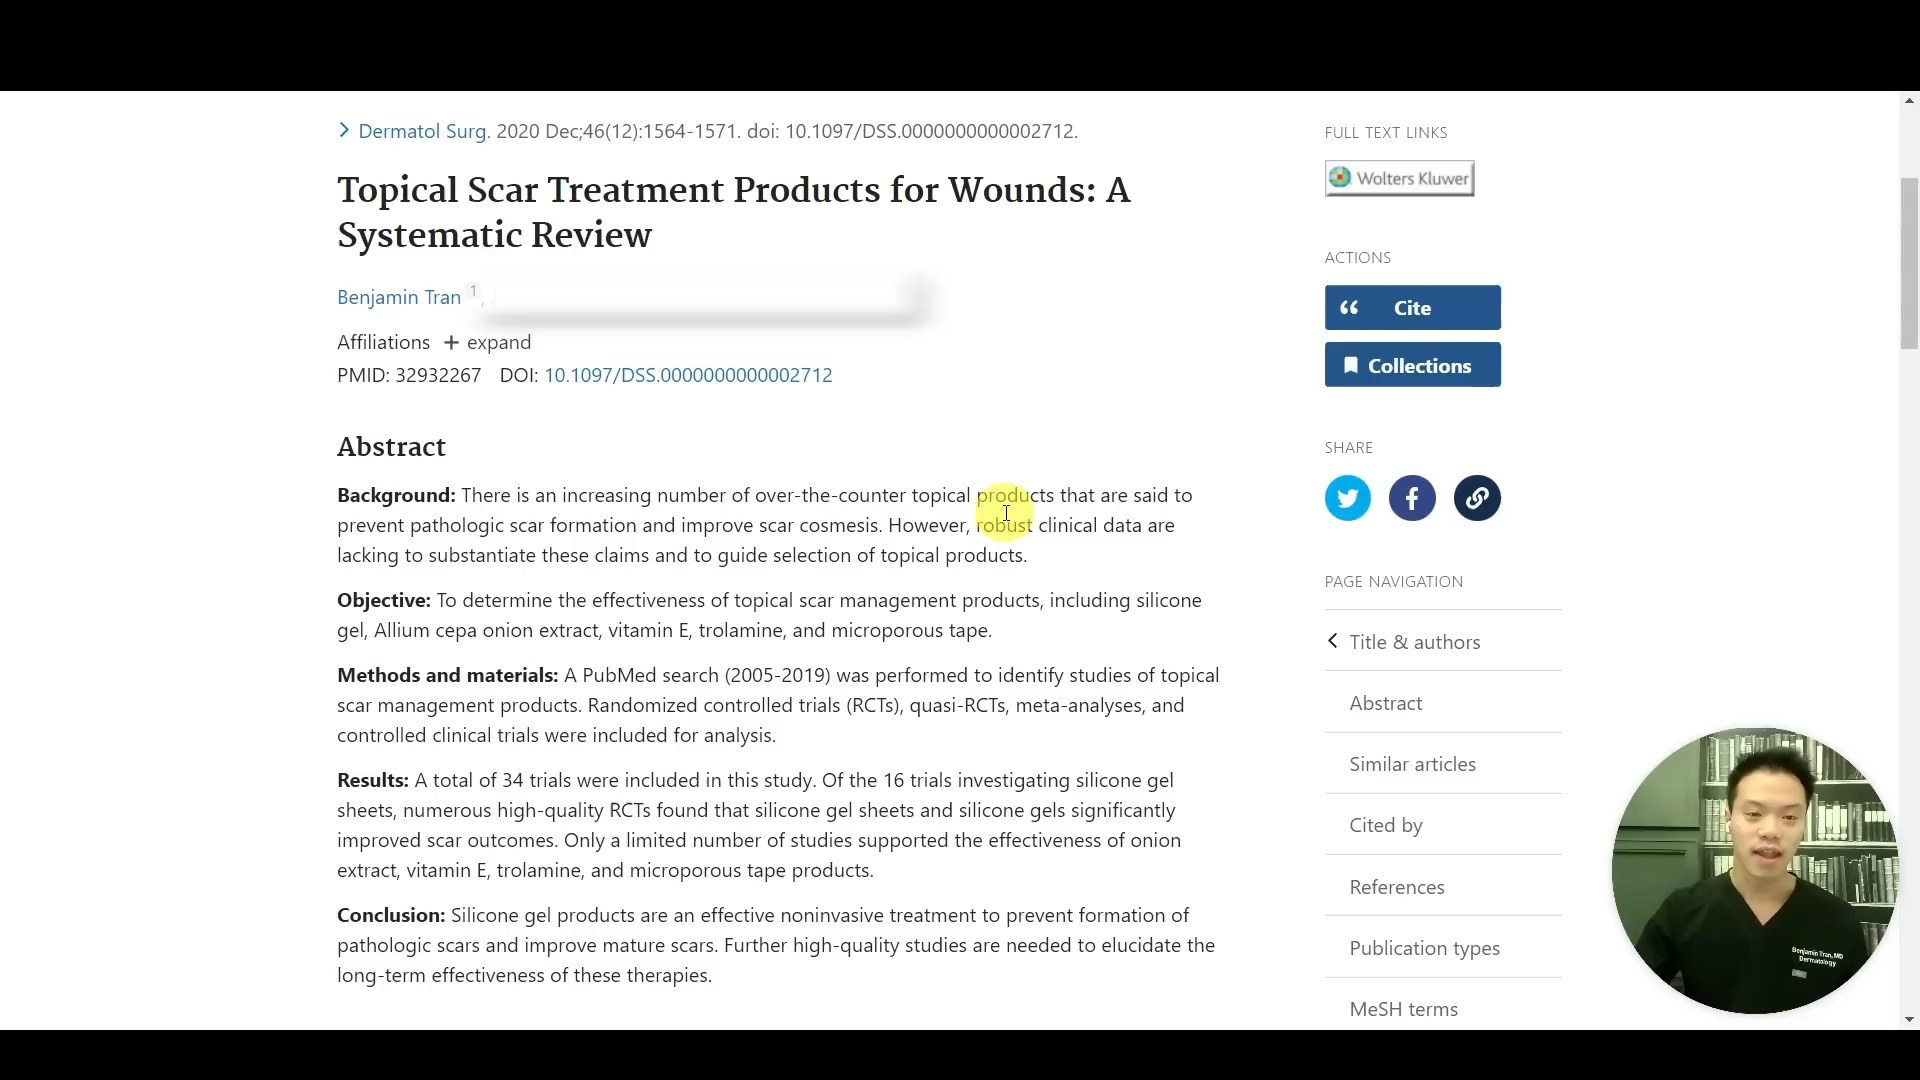 Dermatol Surg. 2020 Dec;46(12):1564-1571. doi: 10.1097/DSS.0000000000002712.
Topical Scar Treatment Products for Wounds: A
Systematic Review
Benjamin Tran 1,
Affiliations + expand
PMID: 32932267 DOI: 10.1097/DSS.0000000000002712
Abstract
Background: There is an increasing number of over-the-counter topical products that are said to
prevent pathologic scar formation and improve scar cosmesis. However, robust clinical data are
lacking to substantiate these claims and to guide selection of topical products.
Objective: To determine the effectiveness of topical scar management products, including silicone
gel, Allium cepa onion extract, vitamin E, trolamine, and microporous tape.
Methods and materials: A PubMed search (2005-2019) was performed to identify studies of topical
scar management products. Randomized controlled trials (RCTs), quasi-RCTs, meta-analyses, and
controlled clinical trials were included for analysis.
Results: A total of 34 trials were included in this study. Of the 16 trials investigating silicone gel
sheets, numerous high-quality RCTs found that silicone gel sheets and silicone gels significantly
improved scar outcomes. Only a limited number of studies supported the effectiveness of onion
extract, vitamin E, trolamine, and microporous tape products.
Conclusion: Silicone gel products are an effective noninvasive treatment to prevent formation of
pathologic scars and improve mature scars. Further high-quality studies are needed to elucidate the
long-term effectiveness of these therapies.
FULL TEXT LINKS
Wolters Kluwer
ACTIONS
Cite
Collections
SHARE
PAGE NAVIGATION
Title & authors
Abstract
Similar articles
Cited by
References
Publication types
MeSH terms
Benjamin Tran, MD
Dermatology